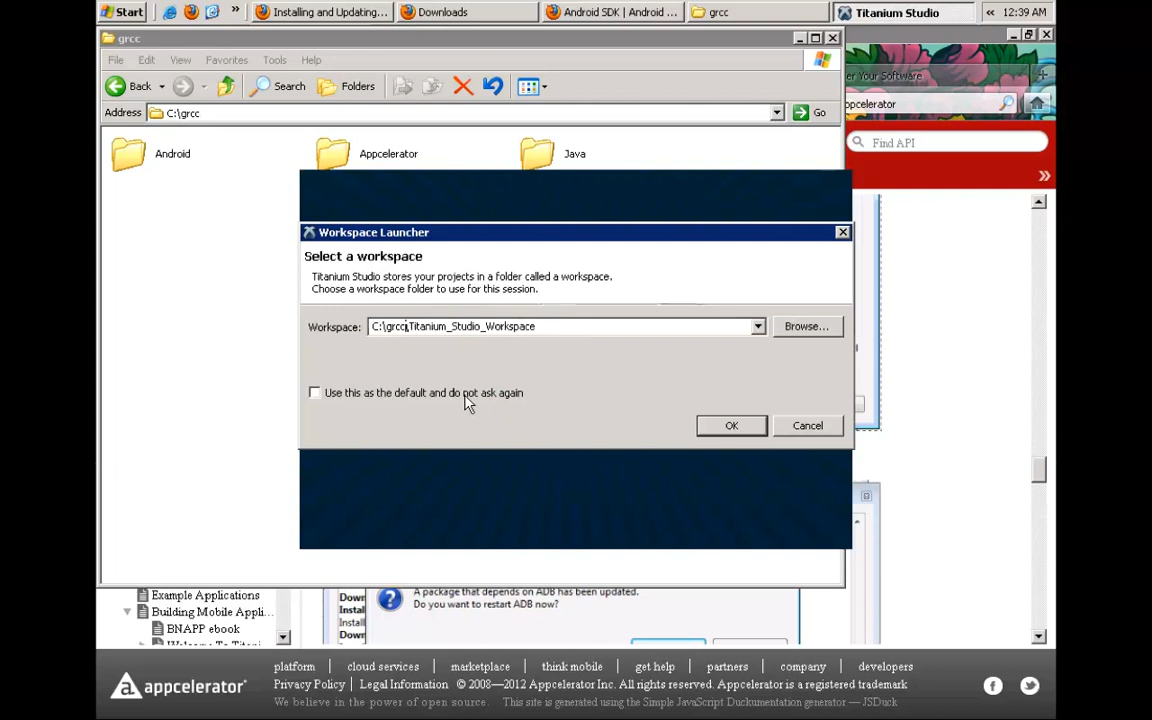 Start
»
Installing and Updating...
Downloads
Android SDK | Android ...
grcc
Titanium Studio
«
12:39 AM
grcc
File
Edit
View
Favorites
Tools
Help
er Your Software
Back
Search
Folders
ppcelerator
Address
C:\grcc
Go
Find API
Android
Appcelerator
Java
»
Workspace Launcher
Select a workspace
Titanium Studio stores your projects in a folder called a workspace.
Choose a workspace folder to use for this session.
Workspace:
C:\grcc\Titanium_Studio_Workspace
Browse...
Use this as the default and do not ask again
OK
Cancel
Example Applications
Building Mobile Appli...
BNAPP ebook
Down
Instal
Instal
Down
A package that depends on ADB has been updated.
Do you want to restart ADB now?
platform
cloud services
marketplace
think mobile
get help
partners
company
developers
appcelerator
Privacy Policy | Legal Information © 2008—2012 Appcelerator Inc. All rights reserved. Appcelerator is a registered trademark
We believe in the power of open source. This site is generated using the Simple JavaScript Duckumentation generator — JSDuck